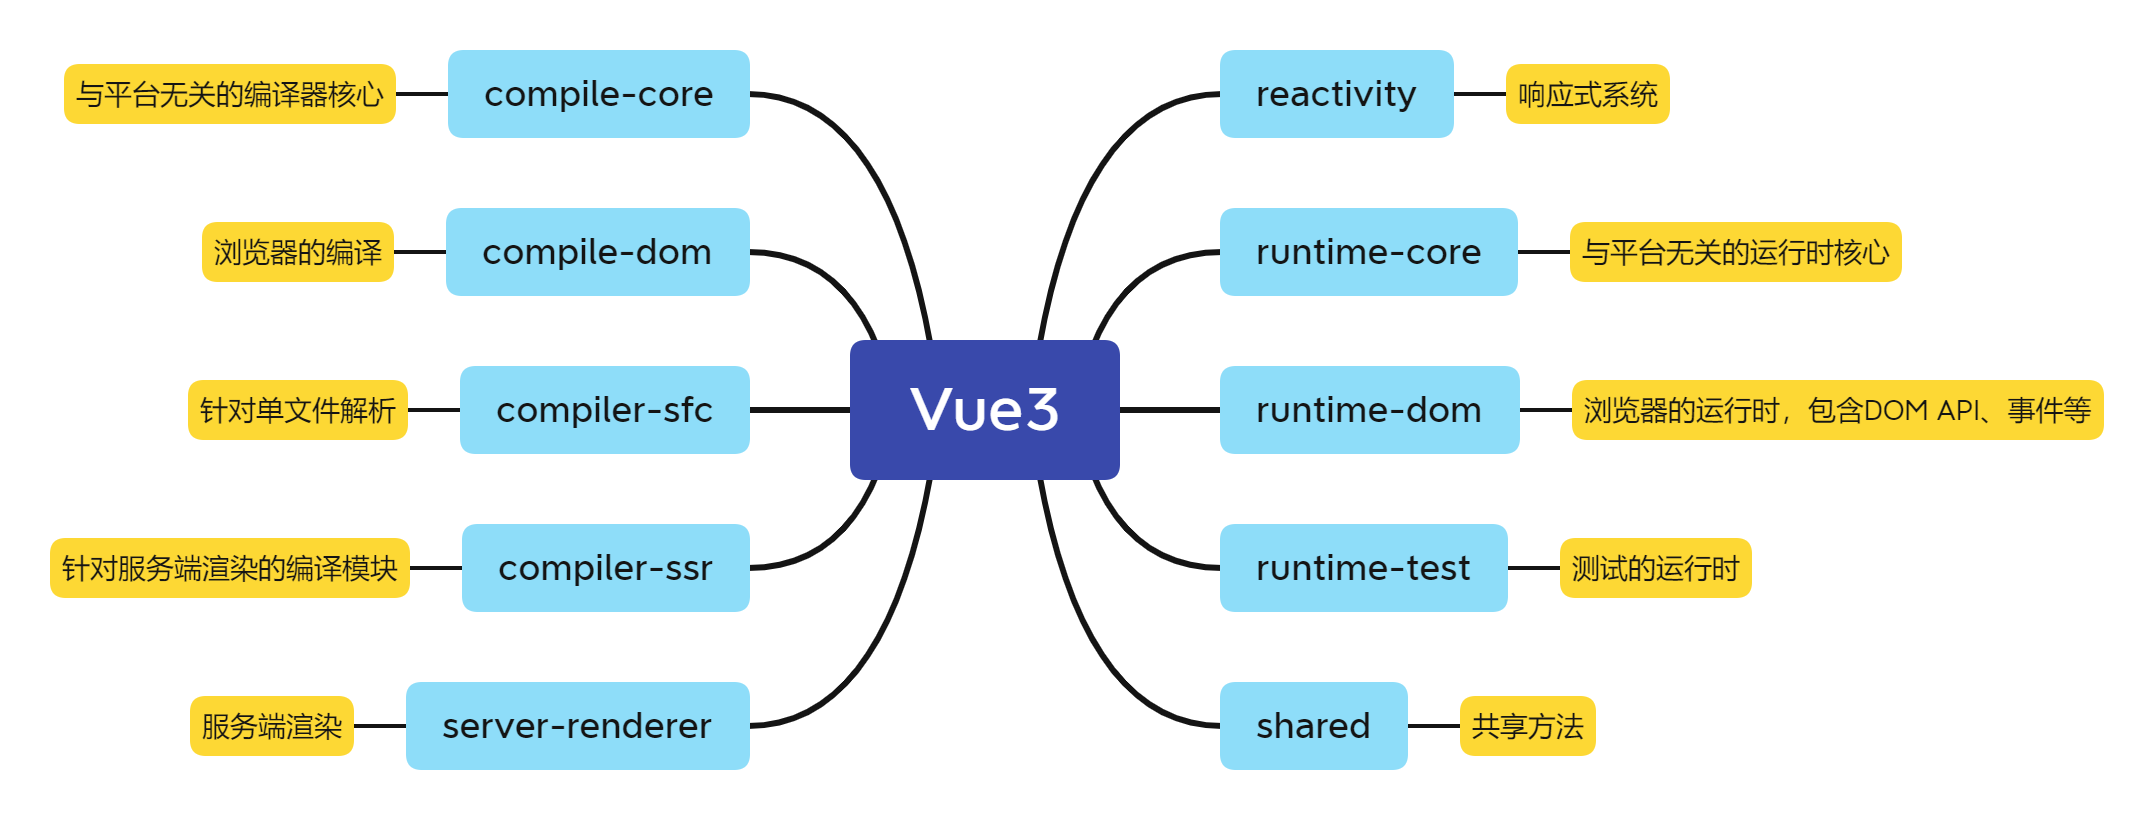 Vue3
reactivity
响应式系统
runtime-core
与平台无关的运行时核心
runtime-dom
浏览器的运行时，包含DOM API、事件等
runtime-test
测试的运行时
shared
共享方法
compile-core
与平台无关的编译器核心
compile-dom
浏览器的编译
compiler-sfc
针对单文件解析
compiler-ssr
针对服务端渲染的编译模块
server-renderer
服务端渲染